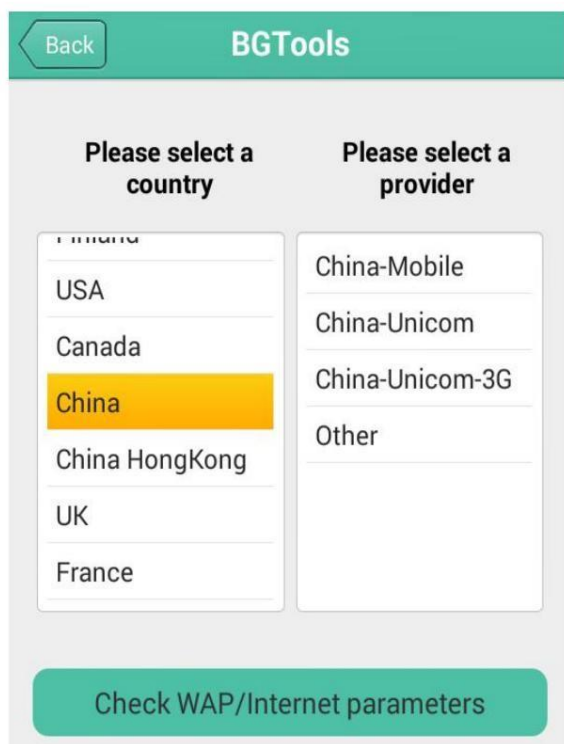 Back
BGTools
Please select a
country
Please select a
provider
Finland
USA
Canada
China
China HongKong
UK
France
China-Mobile
China-Unicom
China-Unicom-3G
Other
Check WAP/Internet parameters